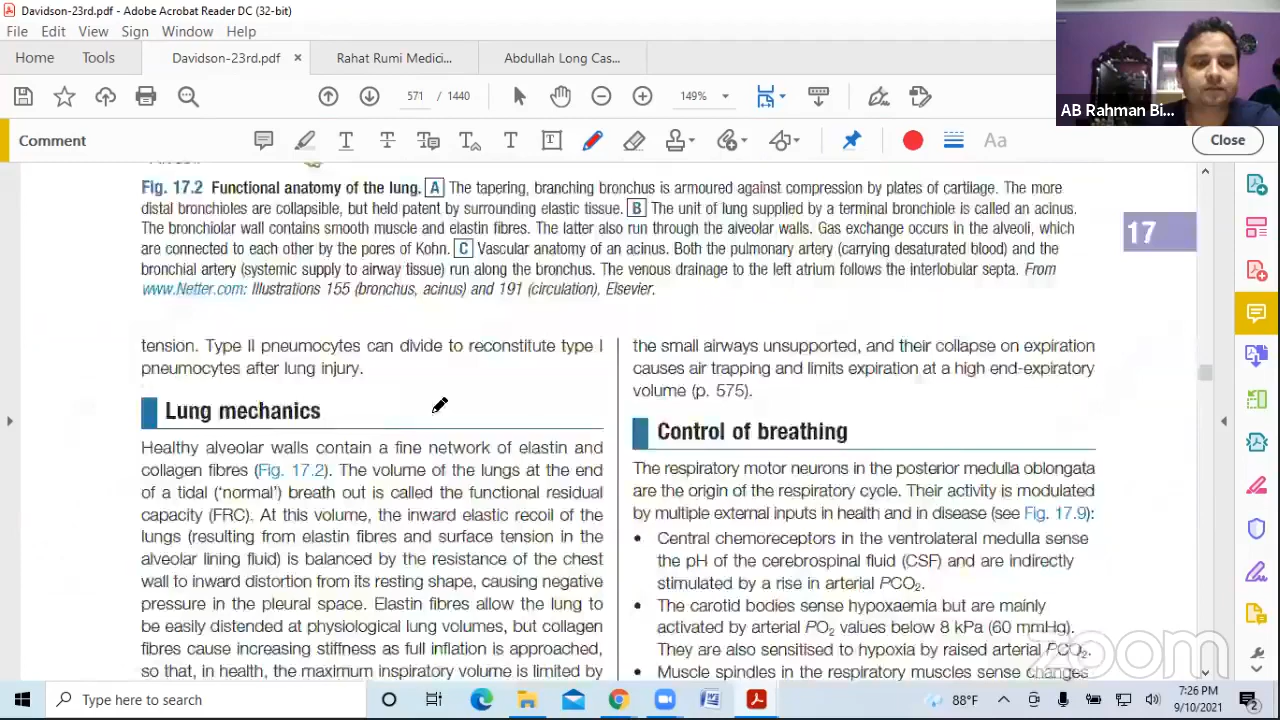 Davidson-23rd.pdf - Adobe Acrobat Reader DC (32-bit)
File Edit View Sign Window Help
Home Tools Davidson-23rd.pdf × Rahat Rumi Medici... Abdullah Long Cas...
571 / 1440 149%
AB Rahman Bi...
Comment
Aa
Close
Fig. 17.2 Functional anatomy of the lung. A The tapering, branching bronchus is armoured against compression by plates of cartilage. The more
distal bronchioles are collapsible, but held patent by surrounding elastic tissue. B The unit of lung supplied by a terminal bronchiole is called an acinus.
The bronchiolar wall contains smooth muscle and elastin fibres. The latter also run through the alveolar walls. Gas exchange occurs in the alveoli, which
are connected to each other by the pores of Kohn. C Vascular anatomy of an acinus. Both the pulmonary artery (carrying desaturated blood) and the
bronchial artery (systemic supply to airway tissue) run along the bronchus. The venous drainage to the left atrium follows the interlobular septa. From
www.Netter.com: Illustrations 155 (bronchus, acinus) and 191 (circulation), Elsevier.
17
tension. Type II pneumocytes can divide to reconstitute type I
pneumocytes after lung injury.
Lung mechanics
Healthy alveolar walls contain a fine network of elastin and
collagen fibres (Fig. 17.2). The volume of the lungs at the end
of a tidal (‘normal’) breath out is called the functional residual
capacity (FRC). At this volume, the inward elastic recoil of the
lungs (resulting from elastin fibres and surface tension in the
alveolar lining fluid) is balanced by the resistance of the chest
wall to inward distortion from its resting shape, causing negative
pressure in the pleural space. Elastin fibres allow the lung to
be easily distended at physiological lung volumes, but collagen
fibres cause increasing stiffness as full inflation is approached,
so that, in health, the maximum inspiratory volume is limited by
the small airways unsupported, and their collapse on expiration
causes air trapping and limits expiration at a high end-expiratory
volume (p. 575).
Control of breathing
The respiratory motor neurons in the posterior medulla oblongata
are the origin of the respiratory cycle. Their activity is modulated
by multiple external inputs in health and in disease (see Fig. 17.9):
• Central chemoreceptors in the ventrolateral medulla sense
the pH of the cerebrospinal fluid (CSF) and are indirectly
stimulated by a rise in arterial PCO₂.
• The carotid bodies sense hypoxaemia but are mainly
activated by arterial PO₂ values below 8 kPa (60 mmHg).
They are also sensitised to hypoxia by raised arterial PCO₂.
• Muscle spindles in the respiratory muscles sense changes
zoom
Type here to search
88°F
7:26 PM
9/10/2021
2